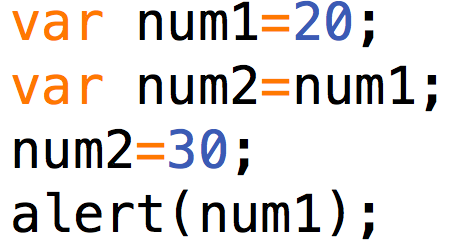 var num1=20;
var num2=num1;
num2=30;
alert(num1);